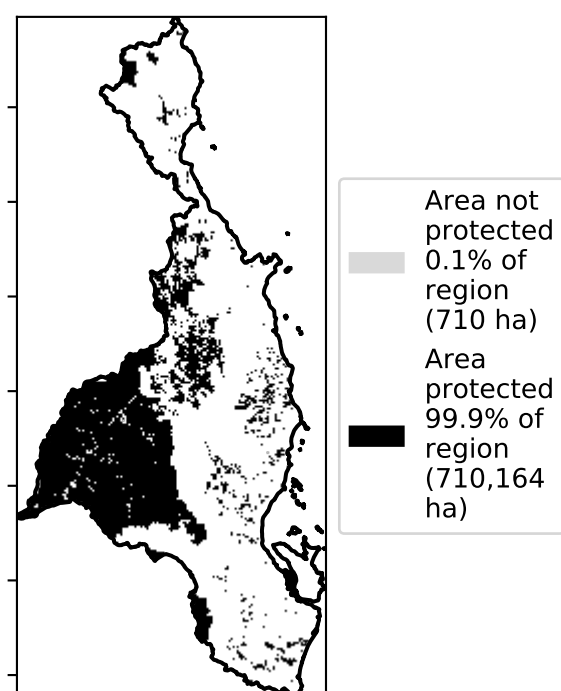 Area not
protected
0.1% of
region
(710 ha)
Area
protected
99.9% of
region
(710,164
ha)